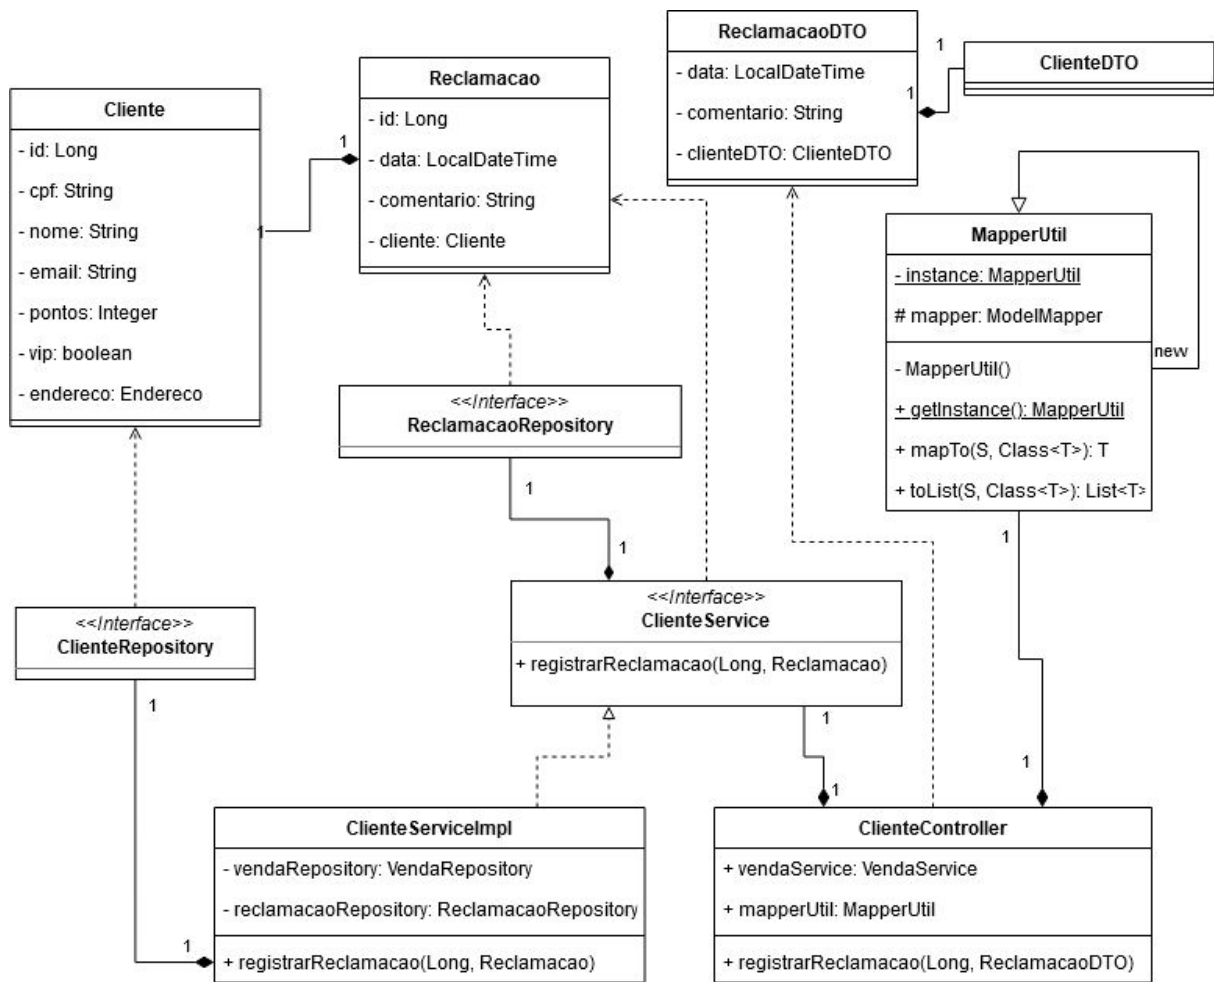 ReclamacaoDTO
- data: LocalDateTime
- comentario: String
- clienteDTO: ClienteDTO
1
1
ClienteDTO
Reclamacao
- id: Long
- data: LocalDateTime
- comentario: String
- cliente: Cliente
Cliente
- id: Long
- cpf: String
- nome: String
- email: String
- pontos: Integer
- vip: boolean
- endereco: Endereco
1
1
MapperUtil
- instance: MapperUtil
# mapper: ModelMapper
- MapperUtil()
+ getInstance(): MapperUtil
+ mapTo(S, Class<T>): T
+ toList(S, Class<T>): List<T>
new
<<Interface>>
ReclamacaoRepository
1
1
1
<<Interface>>
ClienteService
+ registrarReclamacao(Long, Reclamacao)
<<Interface>>
ClienteRepository
1
1
1
1
1
ClienteServiceImpl
- vendaRepository: VendaRepository
- reclamacaoRepository: ReclamacaoRepository
+ registrarReclamacao(Long, Reclamacao)
ClienteController
+ vendaService: VendaService
+ mapperUtil: MapperUtil
+ registrarReclamacao(Long, ReclamacaoDTO)